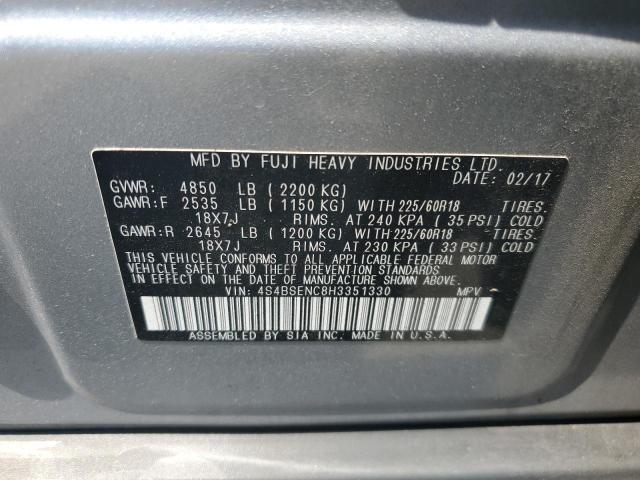 MFD BY FUJI HEAVY INDUSTRIES LTD.
DATE: 02/17
GVWR: 4850 LB ( 2200 KG)
GAWR: F 2535 LB ( 1150 KG) WITH 225/60R18 TIRES.
18X7J RIMS. AT 240 KPA ( 35 PSI) COLD
GAWR: R 2645 LB ( 1200 KG) WITH 225/60R18 TIRES.
18X7J RIMS. AT 230 KPA ( 33 PSI) COLD
THIS VEHICLE CONFORMS TO ALL APPLICABLE FEDERAL MOTOR
VEHICLE SAFETY AND THEFT PREVENTION STANDARDS
IN EFFECT ON THE DATE OF MANUFACTURE SHOWN ABOVE.
VIN: 4S4BSENC8H3351330 MPV
ASSEMBLED BY SIA INC. MADE IN U.S.A.